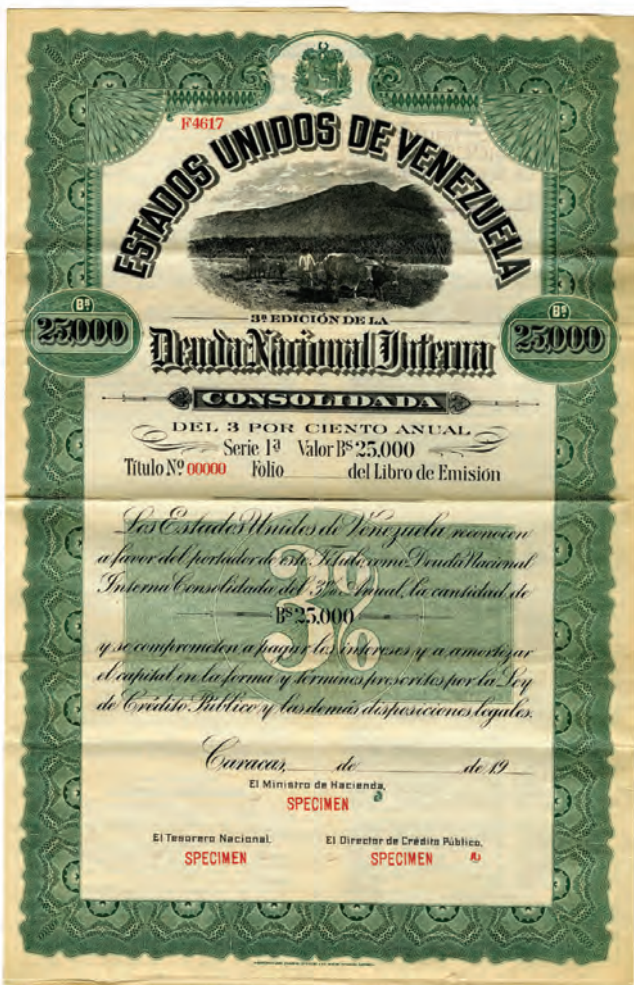 F4617
ESTADOS UNIDOS DE VENEZUELA
3ª EDICIÓN DE LA
Bs 25,000
Bs 25,000
Deuda Nacional Interna
CONSOLIDADA
DEL 3 POR CIENTO ANUAL
Serie 1ª Valor Bs 25.000
Título Nº 00000 Folio del Libro de Emisión
Los Estados Unidos de Venezuela reconocen
a favor del portador de este Título, como Deuda Nacional
Interna Consolidada del 3% Anual, la cantidad de
Bs 25.000
3%
y se comprometen a pagar los intereses y a amortizar
el capital en la forma y términos prescritos por la Ley
de Crédito Público y las demás disposiciones legales.
Caracas, de de 19
El Ministro de Hacienda,
SPECIMEN
El Tesorero Nacional, El Director de Crédito Público,
SPECIMEN SPECIMEN